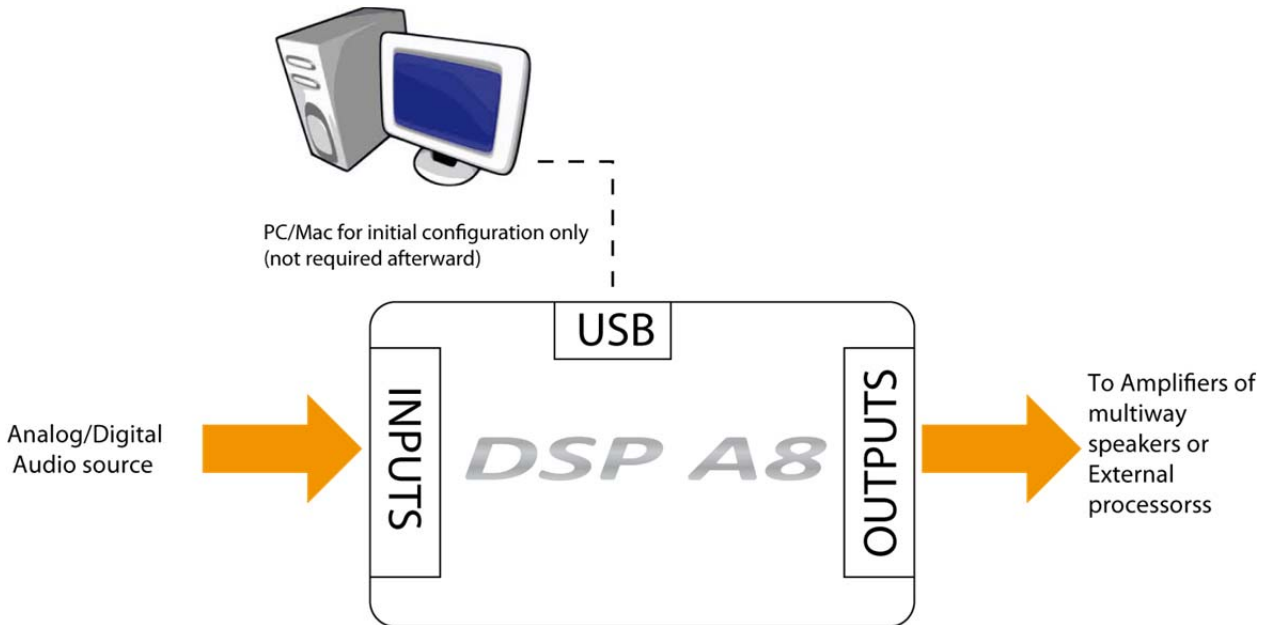 PC/Mac for initial configuration only
(not required afterward)
USB
INPUTS
DSP A8
OUTPUTS
Analog/Digital
Audio source
To Amplifiers of
multiway
speakers or
External
processorss